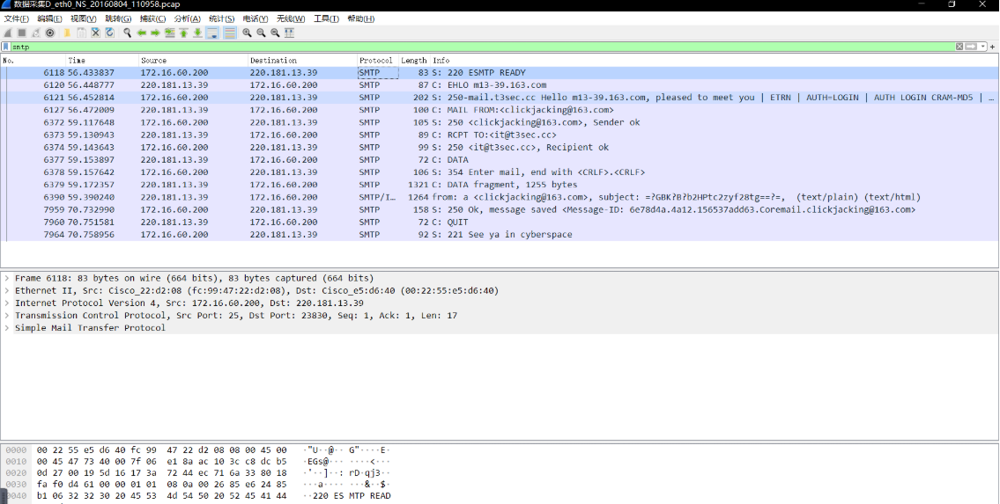 数据采集D_eth0_NS_20160804_110958.pcap
文件(F) 编辑(E) 视图(V) 跳转(G) 捕获(C) 分析(A) 统计(S) 电话(Y) 无线(W) 工具(T) 帮助(H)
smtp
No. Time Source Destination Protocol Length Info
6118 56.433837 172.16.60.200 220.181.13.39 SMTP 83 S: 220 ESMTP READY
6120 56.448777 220.181.13.39 172.16.60.200 SMTP 87 C: EHLO m13-39.163.com
6121 56.452814 172.16.60.200 220.181.13.39 SMTP 202 S: 250-mail.t3sec.cc Hello m13-39.163.com, pleased to meet you | ETRN | AUTH=LOGIN | AUTH LOGIN CRAM-MD5 | …
6127 56.472009 220.181.13.39 172.16.60.200 SMTP 100 C: MAIL FROM:<clickjacking@163.com>
6372 59.117648 172.16.60.200 220.181.13.39 SMTP 105 S: 250 <clickjacking@163.com>, Sender ok
6373 59.130943 220.181.13.39 172.16.60.200 SMTP 89 C: RCPT TO:<it@t3sec.cc>
6374 59.143643 172.16.60.200 220.181.13.39 SMTP 99 S: 250 <it@t3sec.cc>, Recipient ok
6377 59.153897 220.181.13.39 172.16.60.200 SMTP 72 C: DATA
6378 59.157642 172.16.60.200 220.181.13.39 SMTP 106 S: 354 Enter mail, end with <CRLF>.<CRLF>
6379 59.172357 220.181.13.39 172.16.60.200 SMTP 1321 C: DATA fragment, 1255 bytes
6390 59.390240 220.181.13.39 172.16.60.200 SMTP/I… 1264 from: a <clickjacking@163.com>, subject: =?GBK?B?b2HPtc2zyf28tg==?=, (text/plain) (text/html)
7959 70.732990 172.16.60.200 220.181.13.39 SMTP 158 S: 250 Ok, message saved <Message-ID: 6e78d4a.4a12.156537add63.Coremail.clickjacking@163.com>
7960 70.751581 220.181.13.39 172.16.60.200 SMTP 72 C: QUIT
7964 70.758956 172.16.60.200 220.181.13.39 SMTP 92 S: 221 See ya in cyberspace
Frame 6118: 83 bytes on wire (664 bits), 83 bytes captured (664 bits)
Ethernet II, Src: Cisco_22:d2:08 (fc:99:47:22:d2:08), Dst: Cisco_e5:d6:40 (00:22:55:e5:d6:40)
Internet Protocol Version 4, Src: 172.16.60.200, Dst: 220.181.13.39
Transmission Control Protocol, Src Port: 25, Dst Port: 23830, Seq: 1, Ack: 1, Len: 17
Simple Mail Transfer Protocol
0000 00 22 55 e5 d6 40 fc 99 47 22 d2 08 08 00 45 00 ·"U··@·· G"····E·
0010 00 45 47 73 40 00 7f 06 e1 8a ac 10 3c c8 dc b5 ·EGs@··· ····<···
0020 0d 27 00 19 5d 16 17 3a 72 44 ec 71 6a 33 80 18 ·'··]··: rD·qj3··
0030 fa f0 d4 61 00 00 01 01 08 0a 00 26 85 e6 24 85 ···a···· ···&··$·
0040 b1 06 32 32 30 20 45 53 4d 54 50 20 52 45 41 44 ··220 ES MTP READ